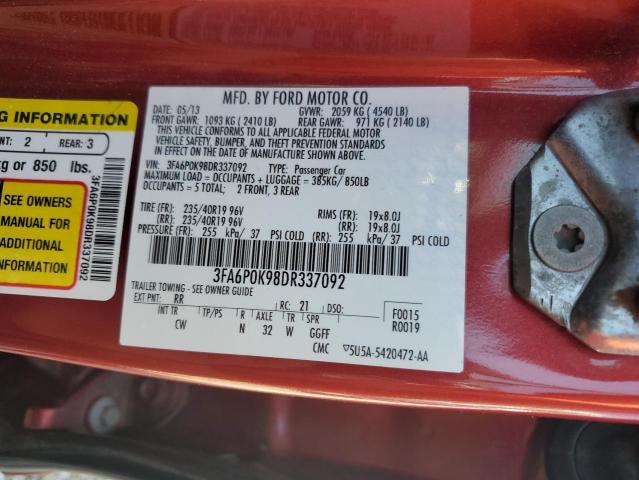 MFD. BY FORD MOTOR CO.
DATE: 05/13 GVWR: 2059 KG ( 4540 LB)
FRONT GAWR: 1093 KG ( 2410 LB) REAR GAWR: 971 KG ( 2140 LB)
THIS VEHICLE CONFORMS TO ALL APPLICABLE FEDERAL MOTOR
VEHICLE SAFETY, BUMPER, AND THEFT PREVENTION STANDARDS
IN EFFECT ON THE DATE OF MANUFACTURE SHOWN ABOVE.
VIN: 3FA6P0K98DR337092 TYPE: Passenger Car
MAXIMUM LOAD = OCCUPANTS + LUGGAGE = 385KG/850LB
OCCUPANTS = 5 TOTAL; 2 FRONT, 3 REAR
TIRE (FR): 235/40R19 96V RIMS (FR): 19x8.0J
(RR): 235/40R19 96V (RR): 19x8.0J
PRESSURE (FR): 255 kPa/ 37 PSI COLD (RR): 255 kPa/ 37 PSI COLD
3FA6P0K98DR337092
TRAILER TOWING - SEE OWNER GUIDE
EXT PNT: RR RC: 21 DSO:
INT TR TP/PS R AXLE TR SPR
CW N 32 W GGFF
F0015
R0019
CMC ▽5U5A-5420472-AA
NG INFORMATION
NT: 2 REAR: 3
kg or 850 lbs.
SEE OWNERS
MANUAL FOR
ADDITIONAL
INFORMATION
3FA6P0K98DR337092